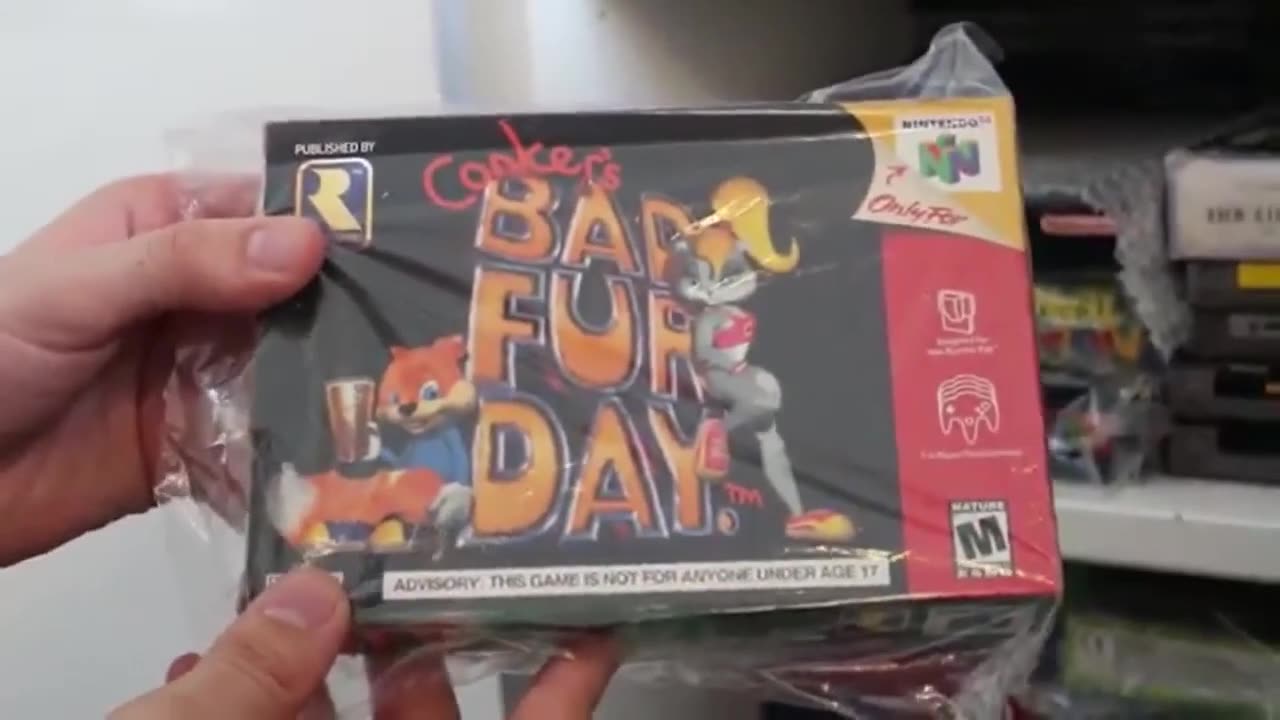 PUBLISHED BY
R
Conker's
BAD
FUR
DAY.™
NINTENDO 64
Only For
MATURE
M
ADVISORY: THIS GAME IS NOT FOR ANYONE UNDER AGE 17